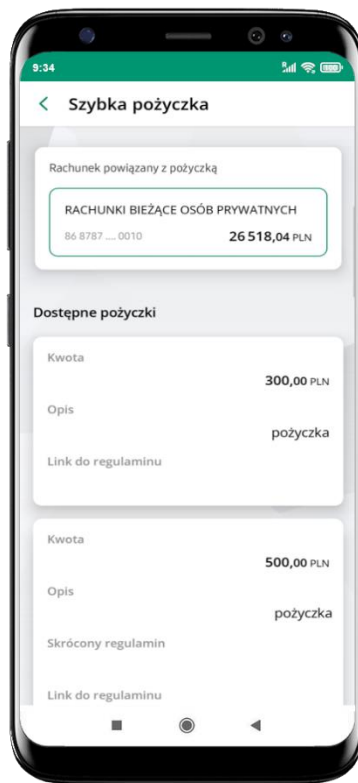 9:34
Szybka pożyczka
Rachunek powiązany z pożyczką
RACHUNKI BIEŻĄCE OSÓB PRYWATNYCH
86 8787 .... 0010 26 518,04 PLN
Dostępne pożyczki
Kwota
300,00 PLN
Opis
pożyczka
Link do regulaminu
Kwota
500,00 PLN
Opis
pożyczka
Skrócony regulamin
Link do regulaminu